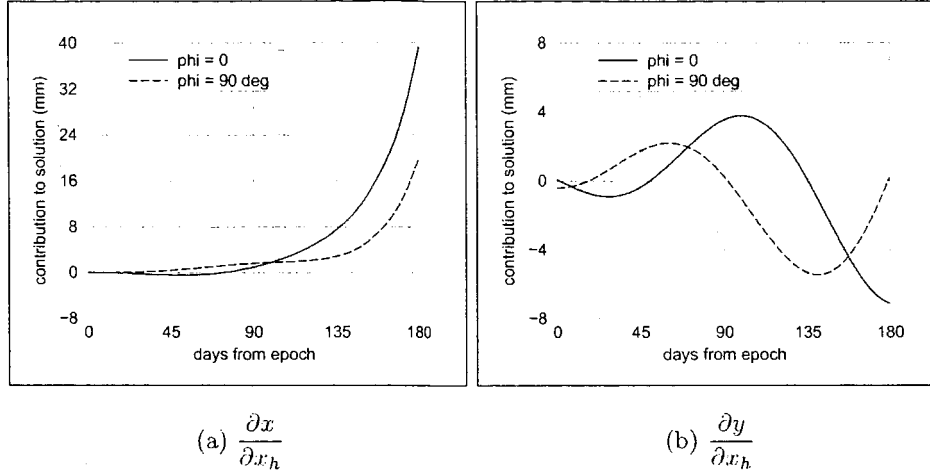 40
32
24
16
8
0
−8
contribution to solution (mm)
phi = 0
phi = 90 deg
0 45 90 135 180
days from epoch
(a) ∂x/∂x_h
8
4
0
−4
−8
contribution to solution (mm)
phi = 0
phi = 90 deg
0 45 90 135 180
days from epoch
(b) ∂y/∂x_h